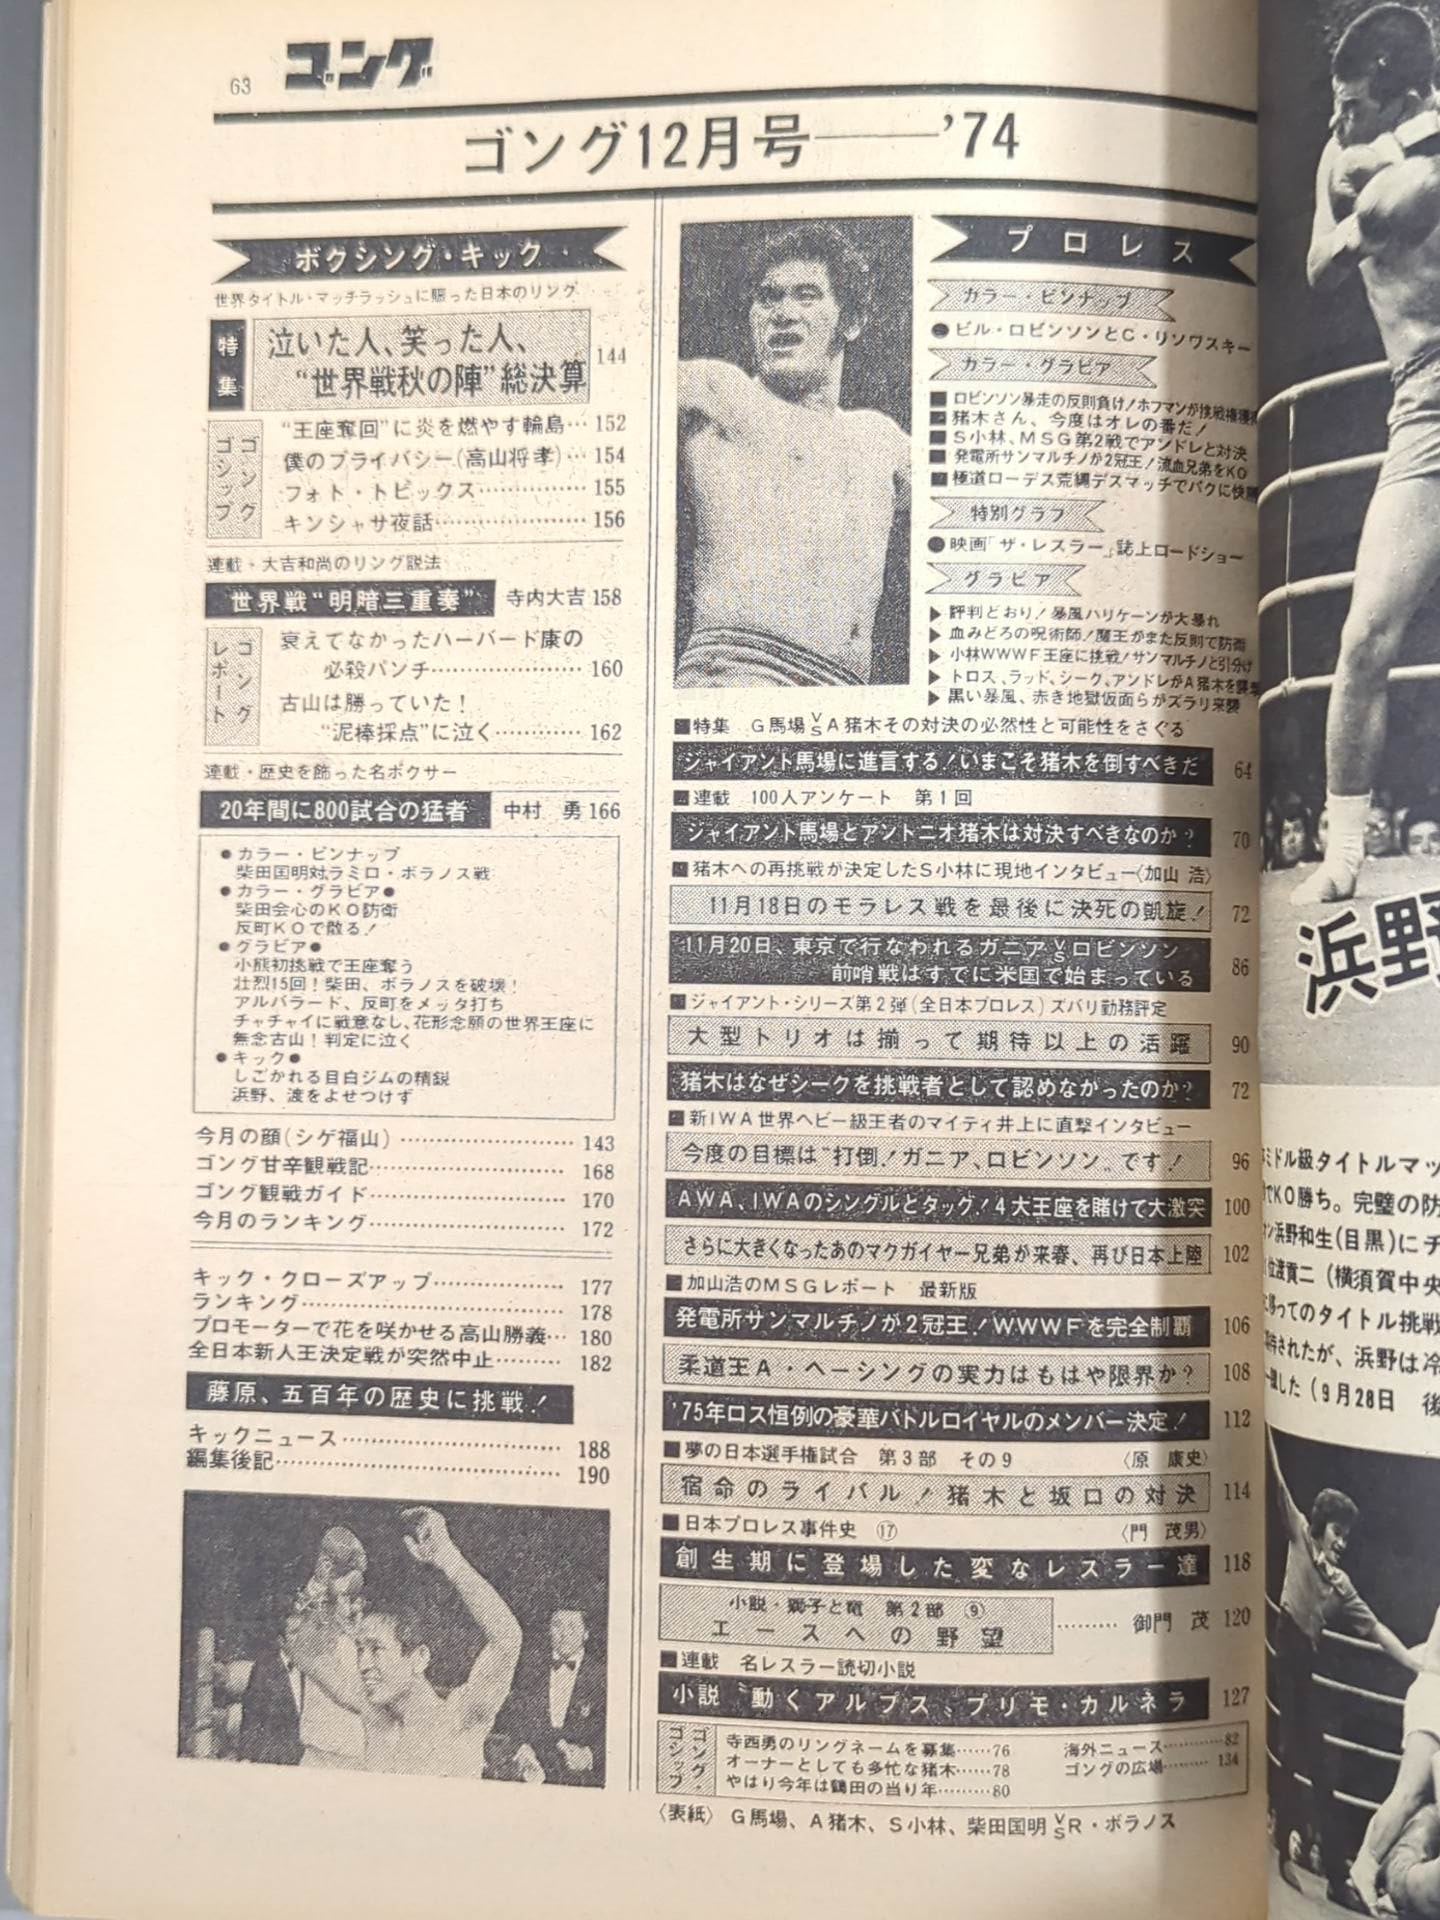 63
ゴング
ゴング12月号——'74
ボクシング・キック
世界タイトル・マッチラッシュに賑った日本のリング
特集
泣いた人、笑った人、
“世界戦秋の陣”総決算
144
ゴングゴシップ
“王座奪回”に炎を燃やす輪島…152
僕のプライバシー(高山将孝)…154
フォト・トピックス……………155
キンシャサ夜話…………………156
連載・大吉和尚のリング説法
世界戦“明暗三重奏” 寺内大吉 158
ゴングレポート
衰えてなかったハーバード康の
必殺パンチ…………………160
古山は勝っていた!
“泥棒採点”に泣く…………162
連載・歴史を飾った名ボクサー
20年間に800試合の猛者 中村 勇 166
●カラー・ピンナップ
柴田国明対ラミロ・ボラノス戦
●カラー・グラビア●
柴田会心のKO防衛
反町KOで散る!
●グラビア●
小熊初挑戦で王座奪う
壮烈15回!柴田、ボラノスを破壊!
アルバラード、反町をメッタ打ち
チャチャイに戦意なし、花形念願の世界王座に
無念古山!判定に泣く
●キック●
しごかれる目白ジムの精鋭
浜野、渡をよせつけず
今月の顔(シゲ福山)…………………143
ゴング甘辛観戦記……………………168
ゴング観戦ガイド……………………170
今月のランキング……………………172
キック・クローズアップ……………177
ランキング……………………………178
プロモーターで花を咲かせる高山勝義…180
全日本新人王決定戦が突然中止………182
藤原、五百年の歴史に挑戦!
キックニュース………………………188
編集後記………………………………190
プロレス
カラー・ピンナップ
●ビル・ロビンソンとC・リソワスキー
カラー・グラビア
■ロビンソン暴走の反則負け!ホフマンが挑戦権獲得
■猪木さん、今度はオレの番だ!
■S小林、MSG第2戦でアンドレと対決
■発電所サンマルチノが2冠王!流血兄弟をKO
■極道ローデス荒縄デスマッチでパクに快勝
特別グラフ
●映画「ザ・レスラー」誌上ロードショー
グラビア
▶評判どおり!暴風ハリケーンが大暴れ
▶血みどろの呪術師!魔王がまた反則で防衛
▶小林WWWF王座に挑戦!サンマルチノと引分け
▶トロス、ラッド、シーク、アンドレがA猪木を襲撃
▶黒い暴風、赤き地獄仮面らがズラリ来襲
■特集 G馬場VSA猪木その対決の必然性と可能性をさぐる
ジャイアント馬場に進言する!いまこそ猪木を倒すべきだ 64
■連載 100人アンケート 第1回
ジャイアント馬場とアントニオ猪木は対決すべきなのか? 70
■猪木への再挑戦が決定したS小林に現地インタビュー〈加山 浩〉
11月18日のモラレス戦を最後に決死の凱旋! 72
11月20日、東京で行なわれるガニアVSロビンソン
前哨戦はすでに米国で始まっている 86
■ジャイアント・シリーズ第2弾(全日本プロレス)ズバリ勤務評定
大型トリオは揃って期待以上の活躍 90
猪木はなぜシークを挑戦者として認めなかったのか? 72
■新IWA世界ヘビー級王者のマイティ井上に直撃インタビュー
今度の目標は“打倒!ガニア、ロビンソン”です! 96
AWA、IWAのシングルとタッグ!4大王座を賭けて大激突 100
さらに大きくなったあのマクガイヤー兄弟が来春、再び日本上陸 102
■加山浩のMSGレポート 最新版
発電所サンマルチノが2冠王!WWWFを完全制覇 106
柔道王A・ヘーシングの実力はもはや限界か? 108
'75年ロス恒例の豪華バトルロイヤルのメンバー決定! 112
■夢の日本選手権試合 第3部 その9 〈原 康史〉
宿命のライバル!猪木と坂口の対決 114
■日本プロレス事件史 ⑰ 〈門 茂男〉
創生期に登場した変なレスラー達 118
小説・獅子と竜 第2部 ⑨
エースへの野望………御門 茂 120
■連載 名レスラー読切小説
小説“動くアルプス”プリモ・カルネラ 127
ゴング・ゴシップ
寺西勇のリングネームを募集……76
オーナーとしても多忙な猪木……78
やはり今年は鶴田の当り年………80
海外ニュース…………82
ゴングの広場………134
〈表紙〉 G馬場、A猪木、S小林、柴田国明VSR・ボラノス
浜野
ミドル級タイトルマッ
でKO勝ち。完璧の防
浜野和生(目黒)にチ
位渡貢二(横須賀中央
ってのタイトル挑戦
待されたが、浜野は冷
した(9月28日 後